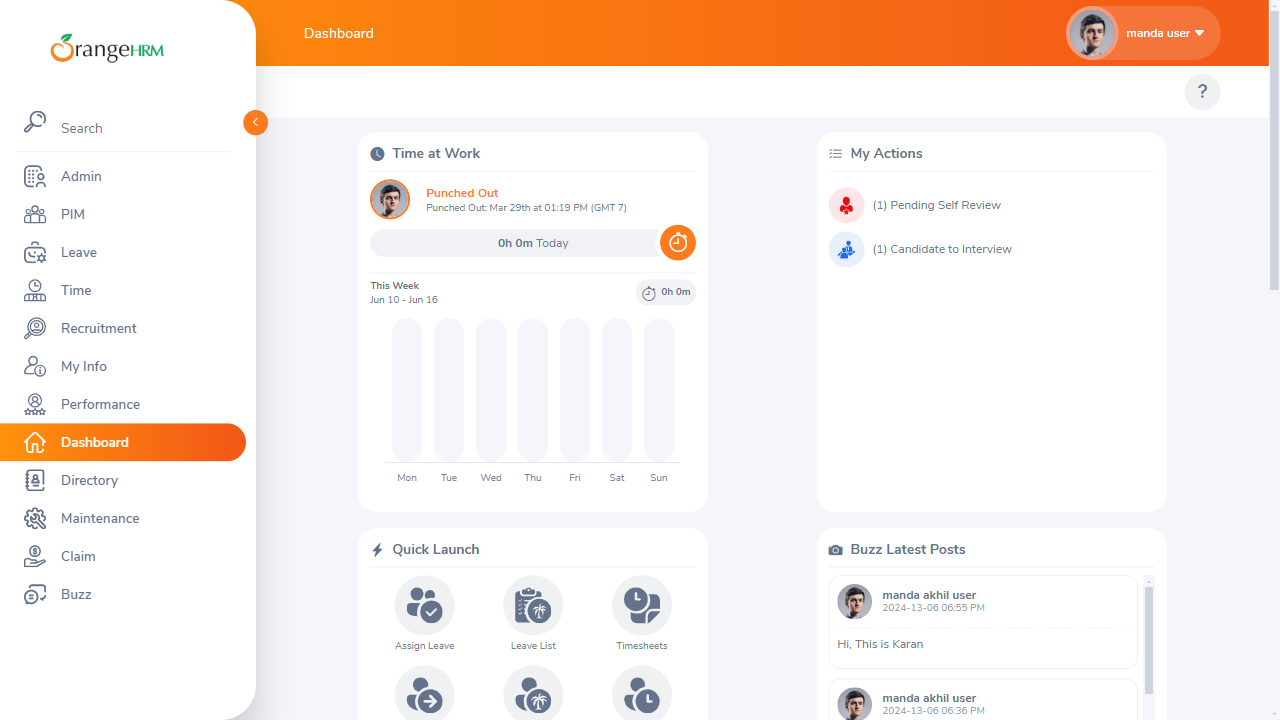 OrangeHRM
Search
Admin
PIM
Leave
Time
Recruitment
My Info
Performance
Dashboard
Directory
Maintenance
Claim
Buzz
Dashboard
manda user
?
Time at Work
Punched Out
Punched Out: Mar 29th at 01:19 PM (GMT 7)
0h 0m Today
This Week
Jun 10 - Jun 16
0h 0m
Mon Tue Wed Thu Fri Sat Sun
My Actions
(1) Pending Self Review
(1) Candidate to Interview
Quick Launch
Assign Leave
Leave List
Timesheets
Buzz Latest Posts
manda akhil user
2024-13-06 06:55 PM
Hi, This is Karan
manda akhil user
2024-13-06 06:36 PM